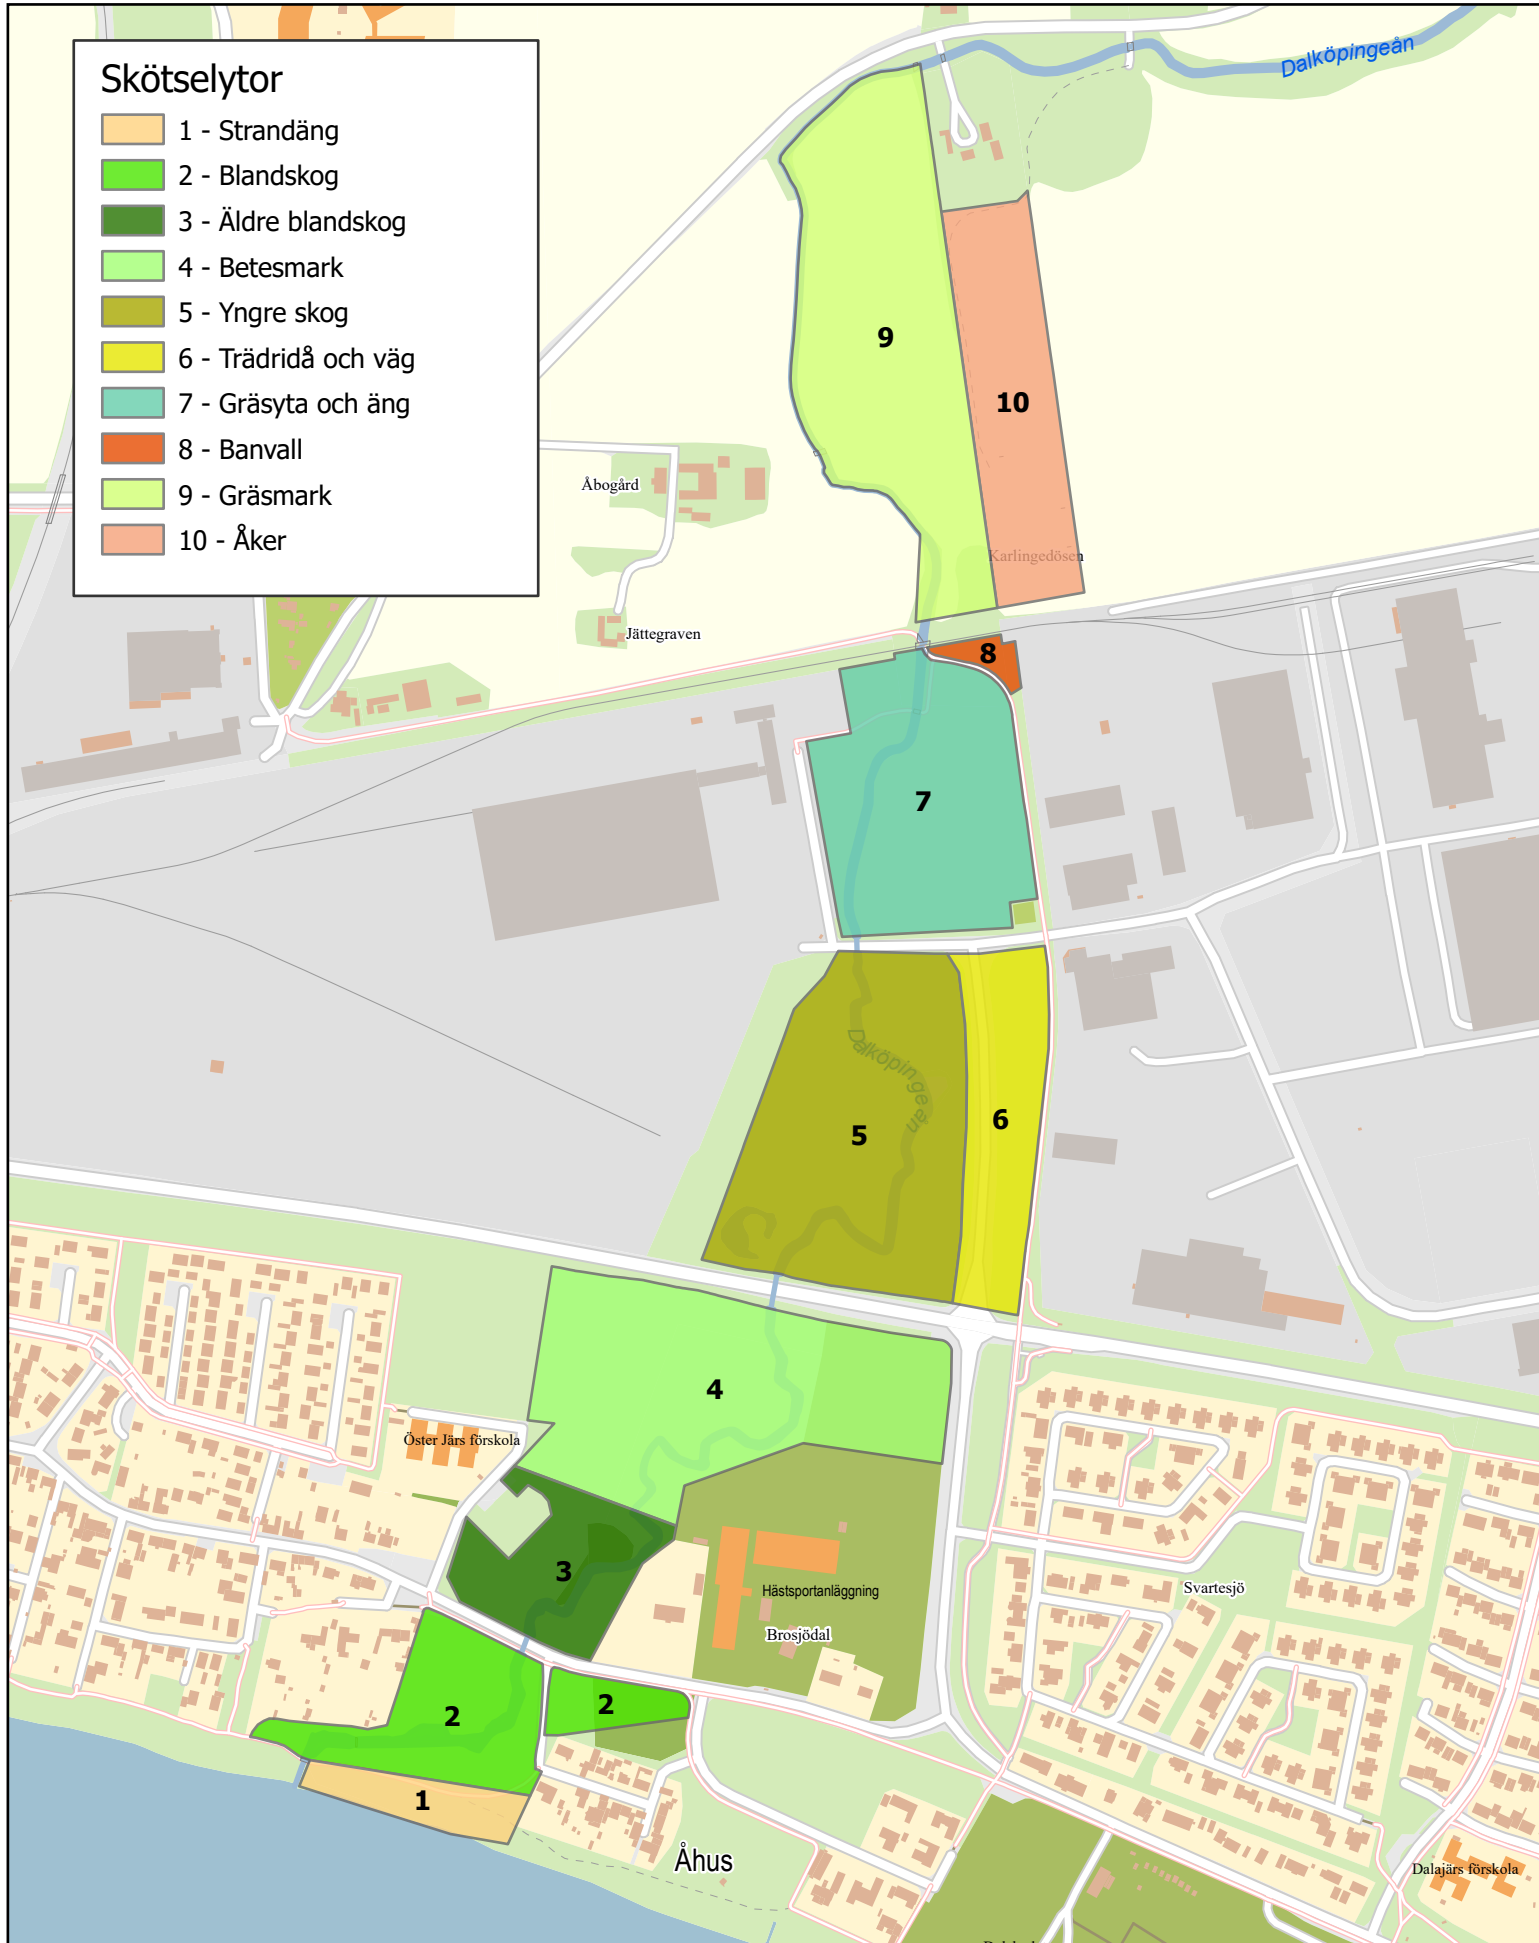 Skötselytor
1 - Strandäng
2 - Blandskog
3 - Äldre blandskog
4 - Betesmark
5 - Yngre skog
6 - Trädridå och väg
7 - Gräsyta och äng
8 - Banvall
9 - Gräsmark
10 - Åker
Dalköpingeån
9
10
Åbogård
Karlingedösen
Jättegraven
8
7
Dalköpingeån
5
6
4
Öster Järs förskola
3
Hästsportanläggning
Svartesjö
Brosjödal
2
2
1
Åhus
Dalajärs förskola